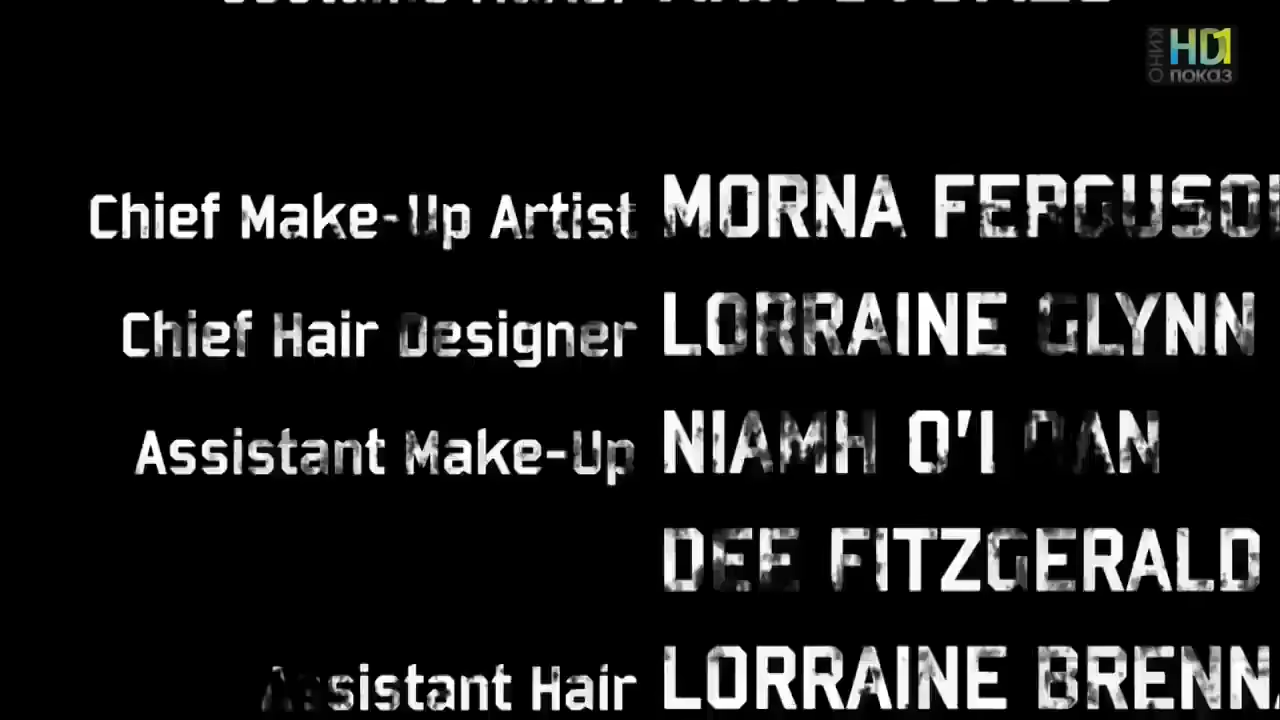 КИНО
HD1
показ
Chief Make-Up Artist MORNA FERGUSO
Chief Hair Designer LORRAINE GLYNN
Assistant Make-Up NIAMH
DEE FITZGERALD
Assistant Hair LORRAINE BRENN